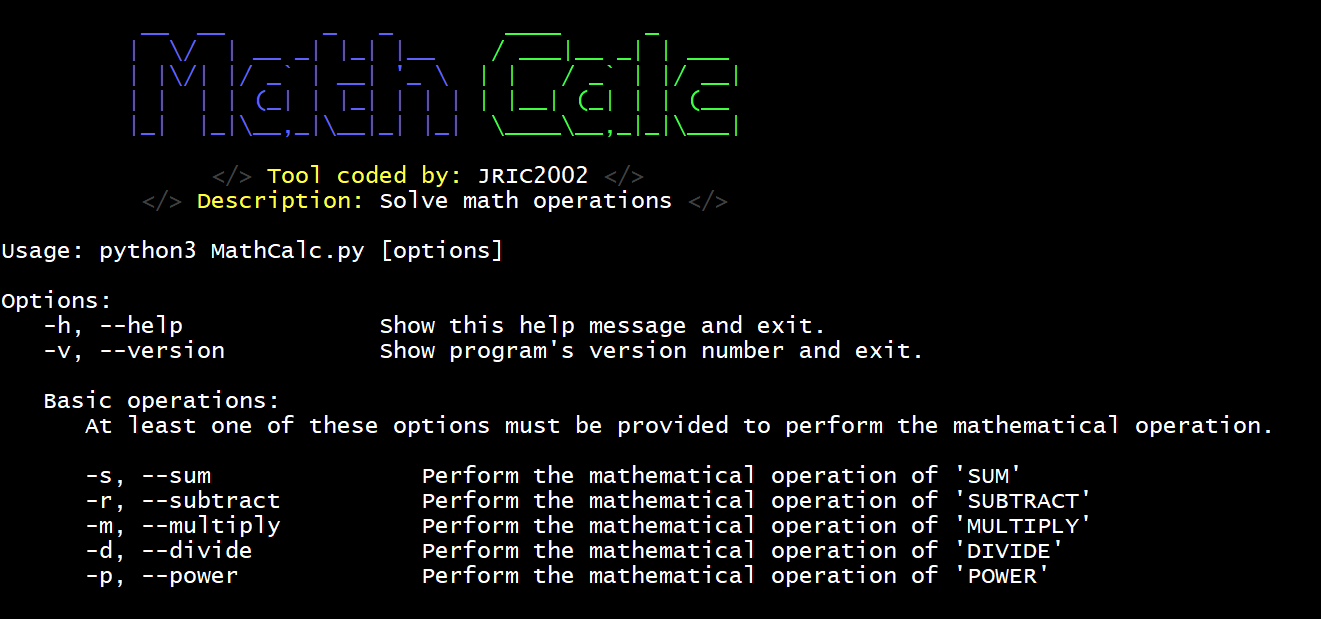 Math Calc
</> Tool coded by: JRIC2002 </>
</> Description: Solve math operations </>
Usage: python3 MathCalc.py [options]
Options:
-h, --help Show this help message and exit.
-v, --version Show program's version number and exit.
Basic operations:
At least one of these options must be provided to perform the mathematical operation.
-s, --sum Perform the mathematical operation of 'SUM'
-r, --subtract Perform the mathematical operation of 'SUBTRACT'
-m, --multiply Perform the mathematical operation of 'MULTIPLY'
-d, --divide Perform the mathematical operation of 'DIVIDE'
-p, --power Perform the mathematical operation of 'POWER'